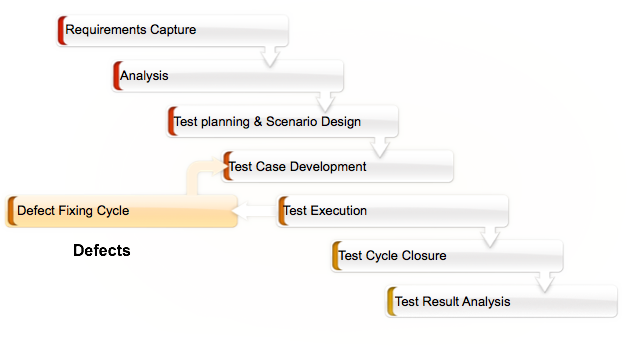 Requirements Capture
Analysis
Test planning & Scenario Design
Test Case Development
Defect Fixing Cycle
Test Execution
Defects
Test Cycle Closure
Test Result Analysis